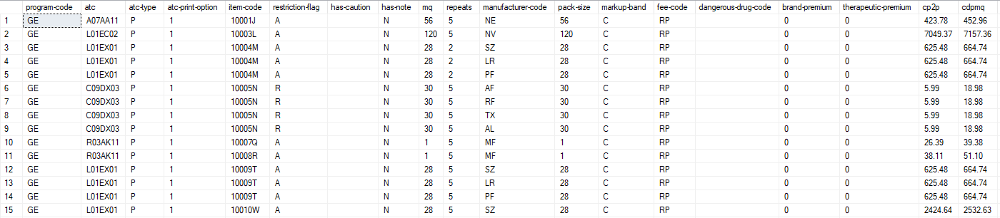 program-code atc atc-type atc-print-option item-code restriction-flag has-caution has-note mq repeats manufacturer-code pack-size markup-band fee-code dangerous-drug-code brand-premium therapeutic-premium cp2p cdpmq
1 GE A07AA11 P 1 10001J A N 56 5 NE 56 C RP 0 0 423.78 452.96
2 GE L01EC02 P 1 10003L A N 120 5 NV 120 C RP 0 0 7049.37 7157.36
3 GE L01EX01 P 1 10004M A N 28 2 SZ 28 C RP 0 0 625.48 664.74
4 GE L01EX01 P 1 10004M A N 28 2 LR 28 C RP 0 0 625.48 664.74
5 GE L01EX01 P 1 10004M A N 28 2 PF 28 C RP 0 0 625.48 664.74
6 GE C09DX03 P 1 10005N R N 30 5 AF 30 C RP 0 0 5.99 18.98
7 GE C09DX03 P 1 10005N R N 30 5 RF 30 C RP 0 0 5.99 18.98
8 GE C09DX03 P 1 10005N R N 30 5 TX 30 C RP 0 0 5.99 18.98
9 GE C09DX03 P 1 10005N R N 30 5 AL 30 C RP 0 0 5.99 18.98
10 GE R03AK11 P 1 10007Q A N 1 5 MF 1 C RP 0 0 26.39 39.38
11 GE R03AK11 P 1 10008R A N 1 5 MF 1 C RP 0 0 38.11 51.10
12 GE L01EX01 P 1 10009T A N 28 5 SZ 28 C RP 0 0 625.48 664.74
13 GE L01EX01 P 1 10009T A N 28 5 LR 28 C RP 0 0 625.48 664.74
14 GE L01EX01 P 1 10009T A N 28 5 PF 28 C RP 0 0 625.48 664.74
15 GE L01EX01 P 1 10010W A N 28 5 SZ 28 C RP 0 0 2424.64 2532.63